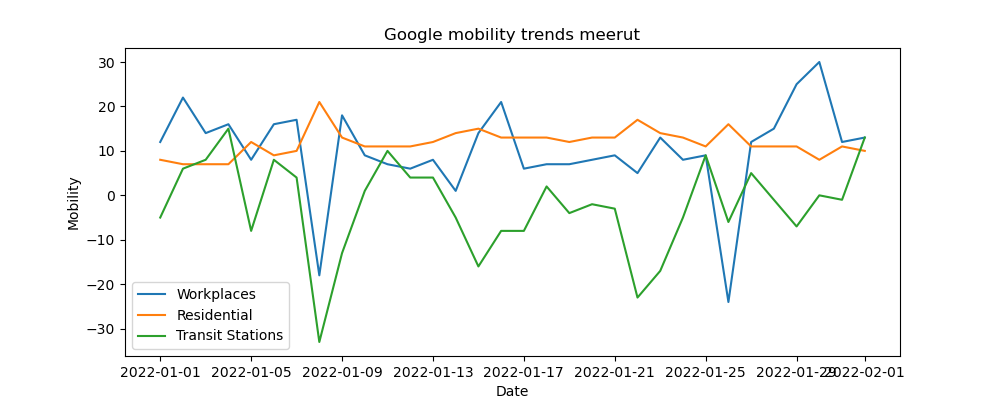 Google mobility trends meerut
30
20
10
0
−10
−20
−30
Mobility
Workplaces
Residential
Transit Stations
2022-01-01 2022-01-05 2022-01-09 2022-01-13 2022-01-17 2022-01-21 2022-01-25 2022-01-29 2022-02-01
Date